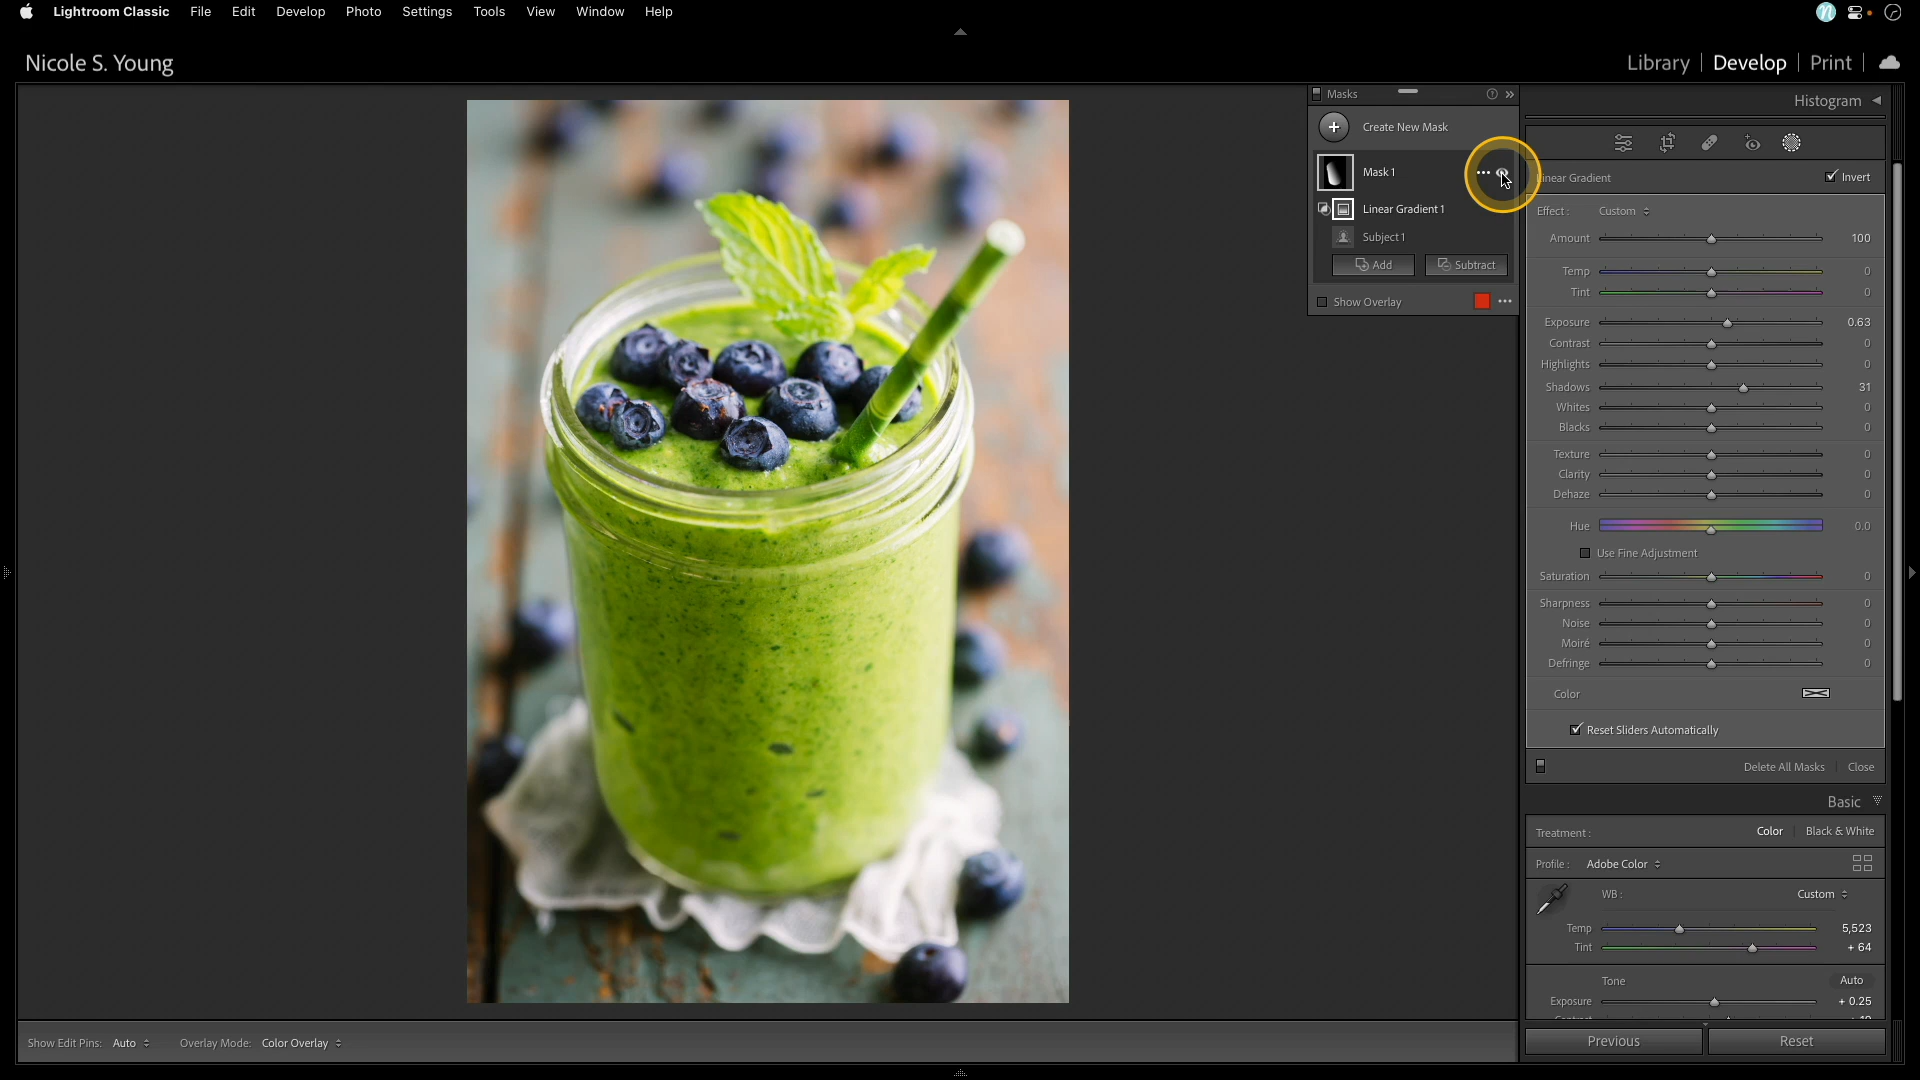 Lightroom Classic File Edit Develop Photo Settings Tools View Window Help
Nicole S. Young
Library Develop Print
Masks
Create New Mask
Mask 1
Linear Gradient 1
Subject 1
Add Subtract
Show Overlay
Histogram
Linear Gradient Invert
Effect : Custom
Amount 100
Temp 0
Tint 0
Exposure 0.63
Contrast 0
Highlights 0
Shadows 31
Whites 0
Blacks 0
Texture 0
Clarity 0
Dehaze 0
Hue 0.0
Use Fine Adjustment
Saturation 0
Sharpness 0
Noise 0
Moiré 0
Defringe 0
Color
Reset Sliders Automatically
Delete All Masks Close
Basic
Treatment : Color Black & White
Profile : Adobe Color
WB : Custom
Temp 5,523
Tint + 64
Tone Auto
Exposure + 0.25
Show Edit Pins: Auto Overlay Mode: Color Overlay
Previous Reset